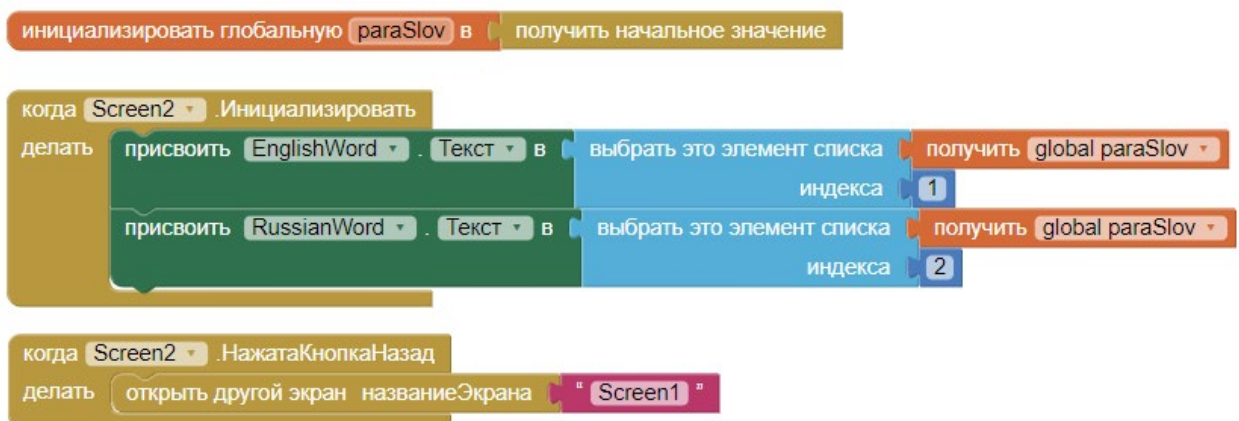 инициализировать глобальную paraSlov в получить начальное значение
когда Screen2 .Инициализировать
делать присвоить EnglishWord . Текст в выбрать это элемент списка получить global paraSlov
индекса 1
присвоить RussianWord . Текст в выбрать это элемент списка получить global paraSlov
индекса 2
когда Screen2 .НажатаКнопкаНазад
делать открыть другой экран названиеЭкрана " Screen1 "